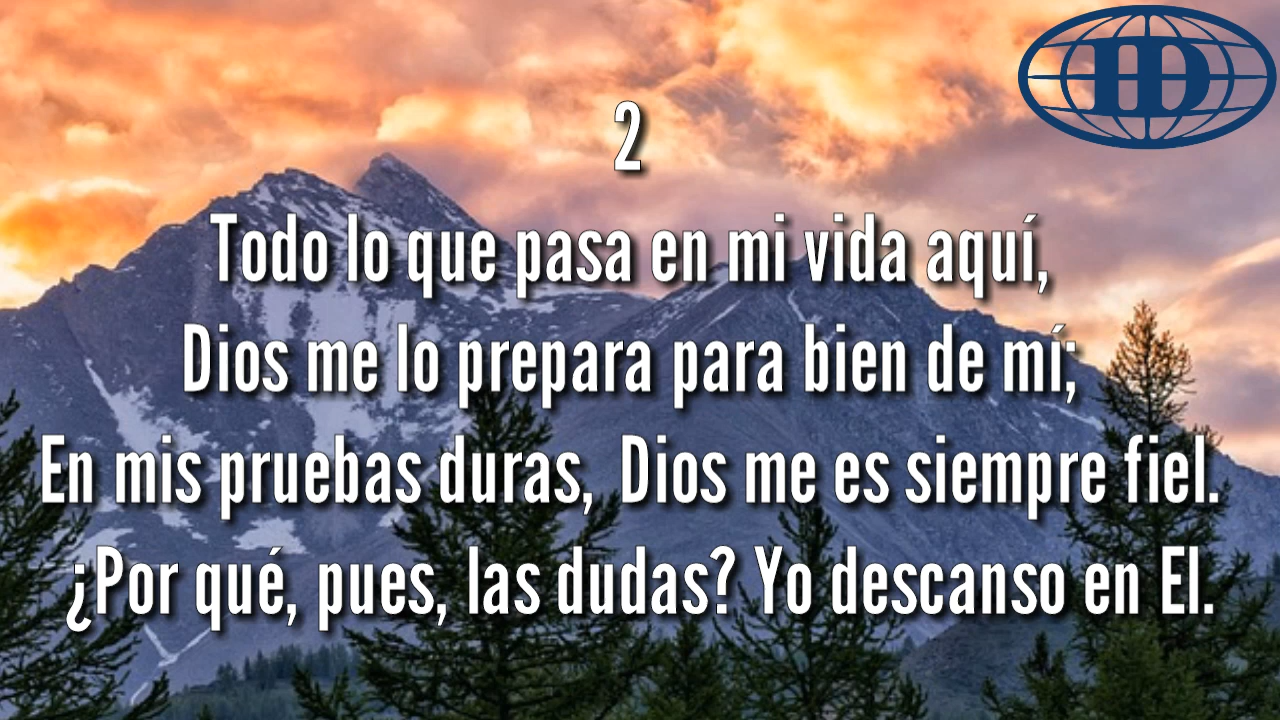 ID
2
Todo lo que pasa en mi vida aquí,
Dios me lo prepara para bien de mí;
En mis pruebas duras, Dios me es siempre fiel.
¿Por qué, pues, las dudas? Yo descanso en El.